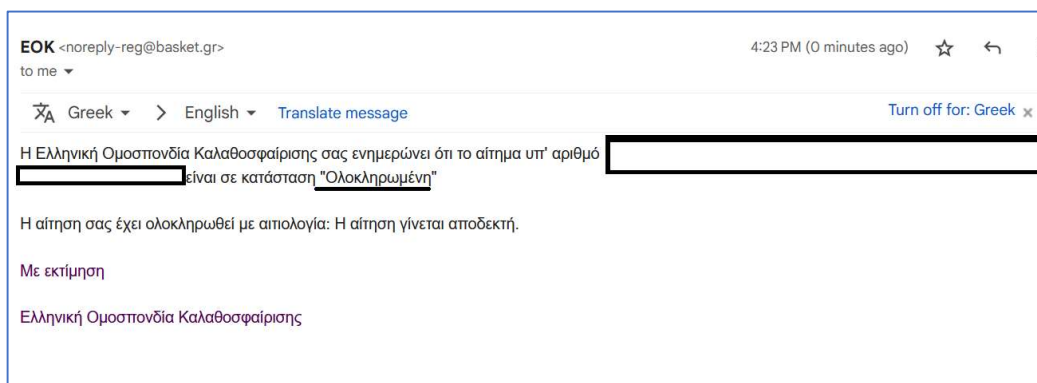 EOK <noreply-reg@basket.gr>
4:23 PM (0 minutes ago)
to me
Greek > English Translate message
Turn off for: Greek x
Η Ελληνική Ομοσπονδία Καλαθοσφαίρισης σας ενημερώνει ότι το αίτημα υπ' αριθμό
είναι σε κατάσταση "Ολοκληρωμένη"
Η αίτηση σας έχει ολοκληρωθεί με αιτιολογία: Η αίτηση γίνεται αποδεκτή.
Με εκτίμηση
Ελληνική Ομοσπονδία Καλαθοσφαίρισης